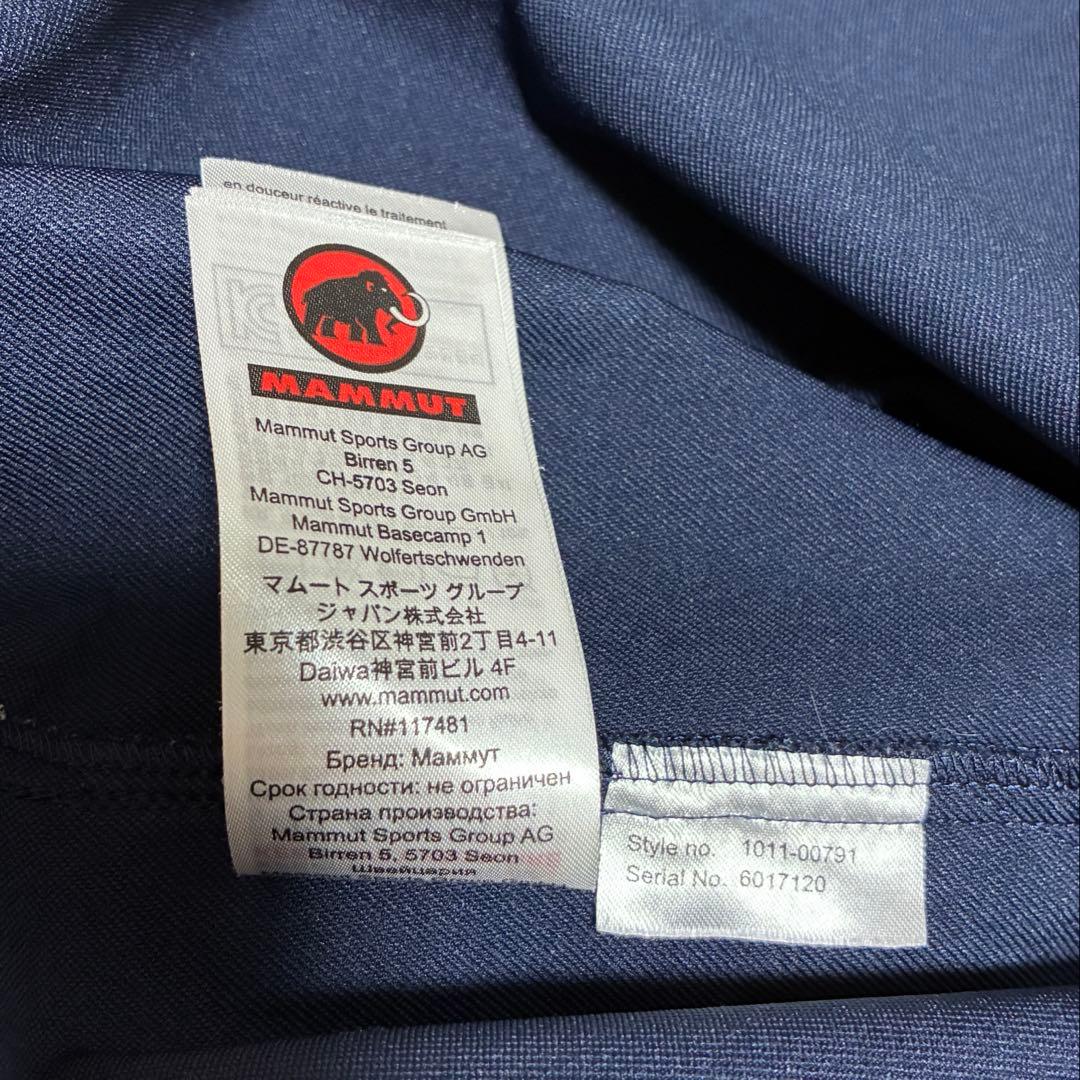 en douceur réactive le traitement
MAMMUT
Mammut Sports Group AG
Birren 5
CH-5703 Seon
Mammut Sports Group GmbH
Mammut Basecamp 1
DE-87787 Wolfertschwenden
マムート スポーツ グループ
ジャパン株式会社
東京都渋谷区神宮前2丁目4-11
Daiwa神宮前ビル 4F
www.mammut.com
RN#117481
Бренд: Маммут
Срок годности: не ограничен
Страна производства:
Mammut Sports Group AG
Birren 5, 5703 Seon
Швейцария
Style no. 1011-00791
Serial No. 6017120